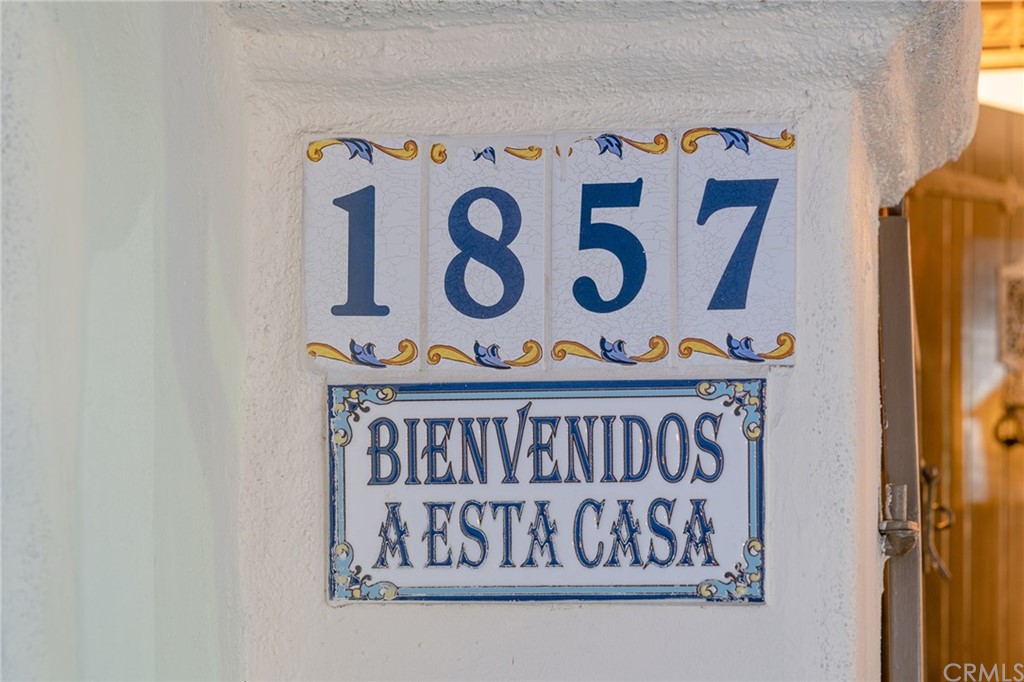 1857
BIENVENIDOS
A ESTA CASA
CRMLS